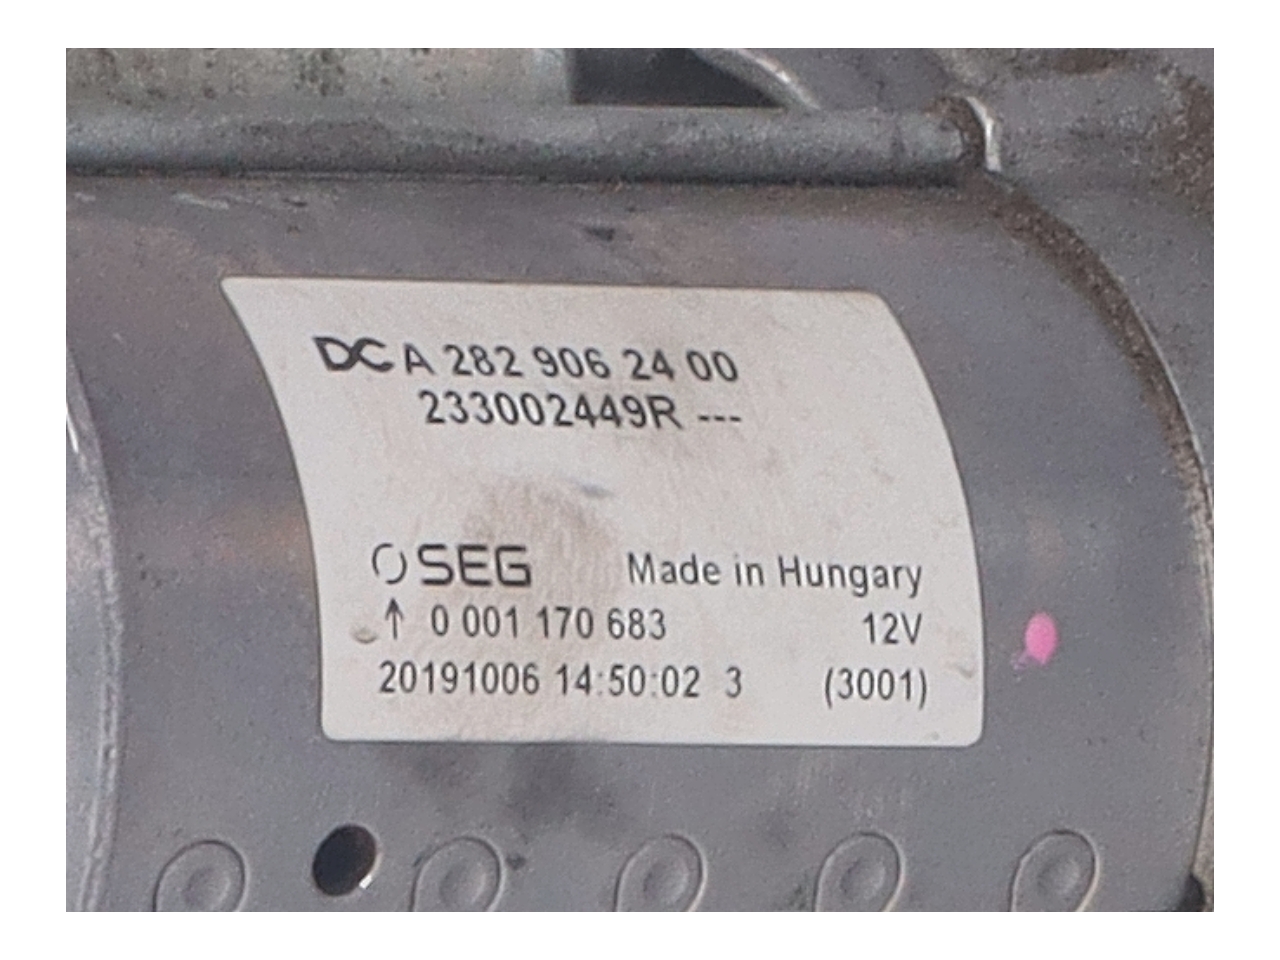 DC A 282 906 24 00
233002449R ---
SEG Made in Hungary
↑ 0 001 170 683 12V
20191006 14:50:02 3 (3001)